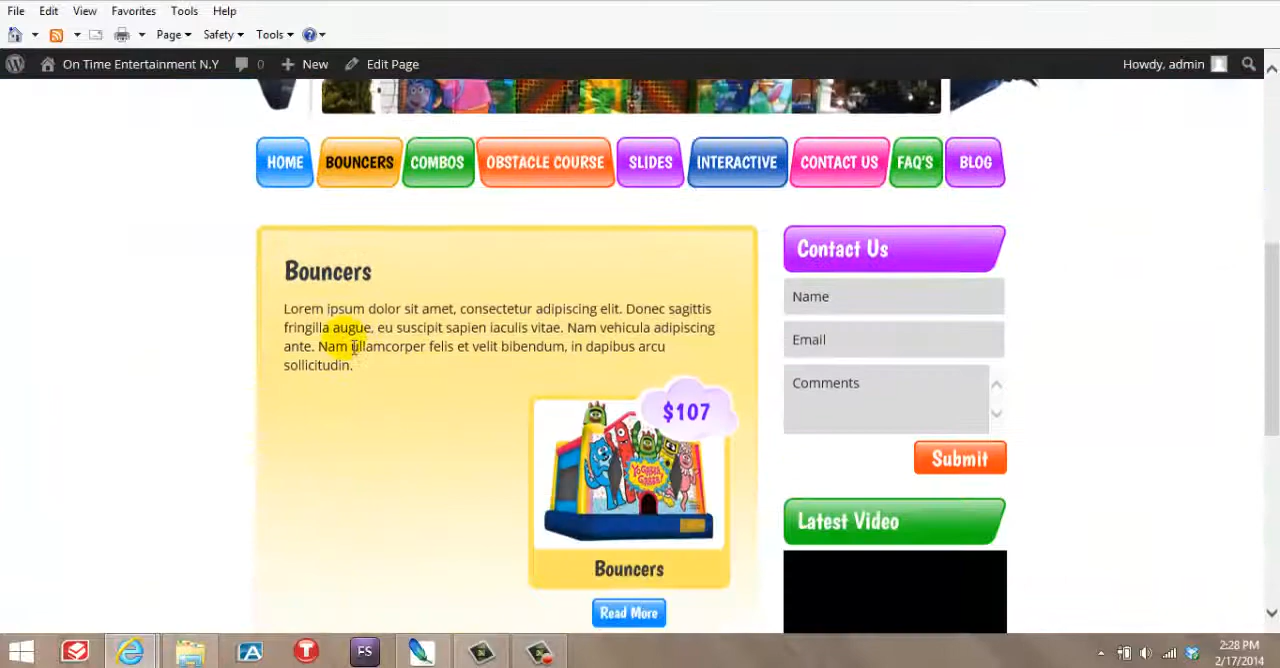 File Edit View Favorites Tools Help
Page Safety Tools
On Time Entertainment N.Y 0 New Edit Page Howdy, admin
HOME BOUNCERS COMBOS OBSTACLE COURSE SLIDES INTERACTIVE CONTACT US FAQ'S BLOG
Bouncers
Lorem ipsum dolor sit amet, consectetur adipiscing elit. Donec sagittis
fringilla augue, eu suscipit sapien iaculis vitae. Nam vehicula adipiscing
ante. Nam ullamcorper felis et velit bibendum, in dapibus arcu
sollicitudin.
$107
YO GABBA
GABBA!
Bouncers
Read More
Contact Us
Name
Email
Comments
Submit
Latest Video
FS
2:28 PM
2/17/2014